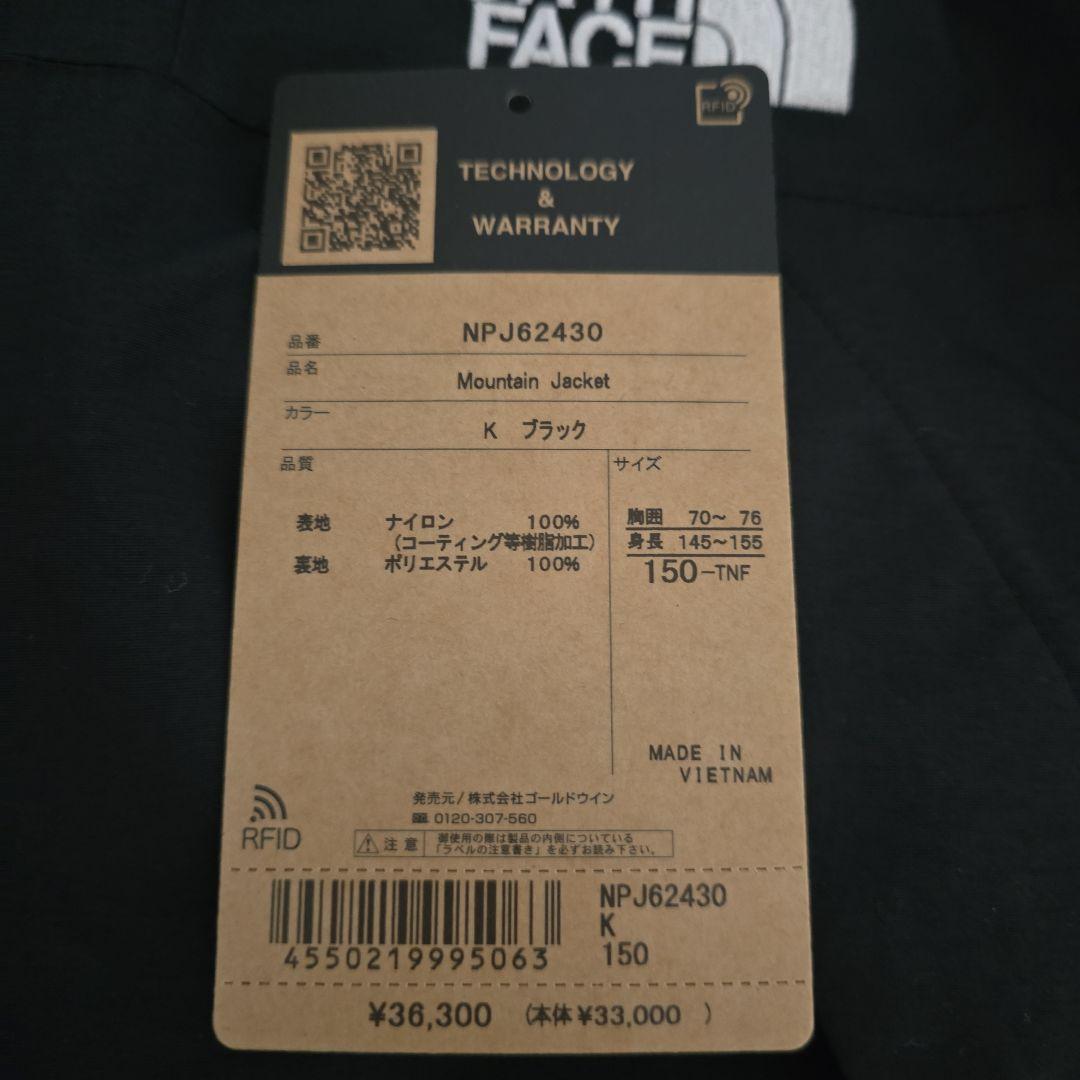 FACE
RFID
TECHNOLOGY
&
WARRANTY
品番 NPJ62430
品名 Mountain Jacket
カラー K ブラック
品質
サイズ
表地 ナイロン 100%
(コーティング等樹脂加工)
裏地 ポリエステル 100%
胸囲 70~ 76
身長 145~155
150-TNF
MADE IN
VIETNAM
発売元/株式会社ゴールドウイン
0120-307-560
RFID
注意
御使用の際は製品の内側についている
「ラベルの注意書き」を必ずお読み下さい。
4550219995063
NPJ62430
K
150
¥36,300 (本体¥33,000 )